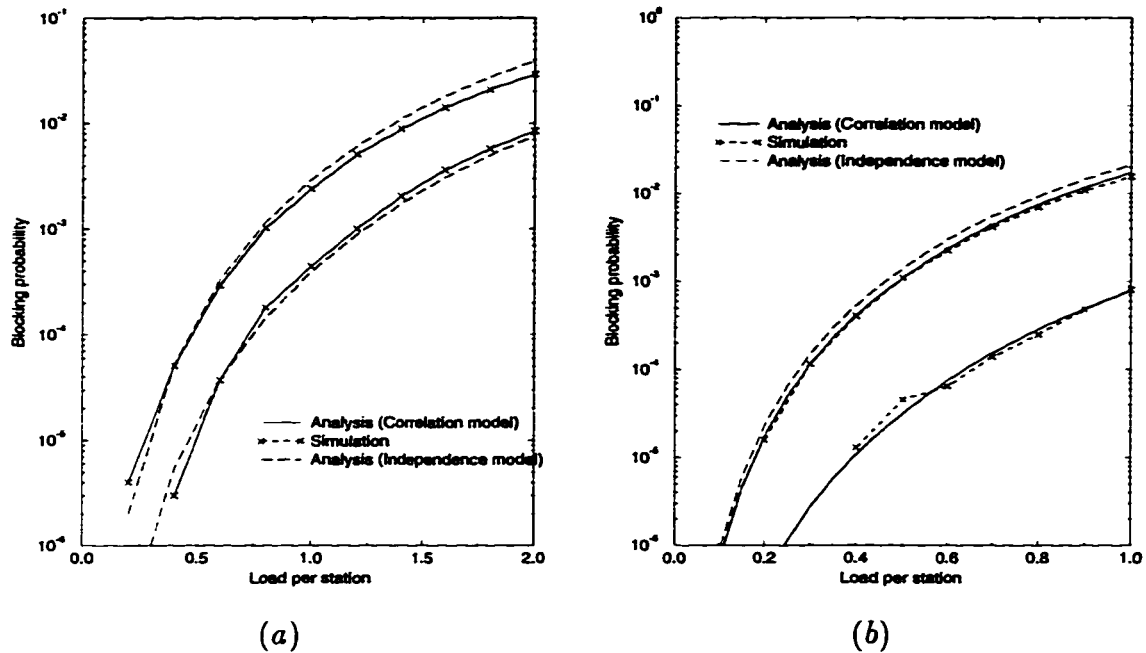 10⁻¹
10⁻²
10⁻³
10⁻⁴
10⁻⁵
10⁻⁶
Blocking probability
Analysis (Correlation model)
Simulation
Analysis (Independence model)
0.0 0.5 1.0 1.5 2.0
Load per station
(a)
10⁰
10⁻¹
10⁻²
10⁻³
10⁻⁴
10⁻⁵
10⁻⁶
Blocking probability
Analysis (Correlation model)
Simulation
Analysis (Independence model)
0.0 0.2 0.4 0.6 0.8 1.0
Load per station
(b)